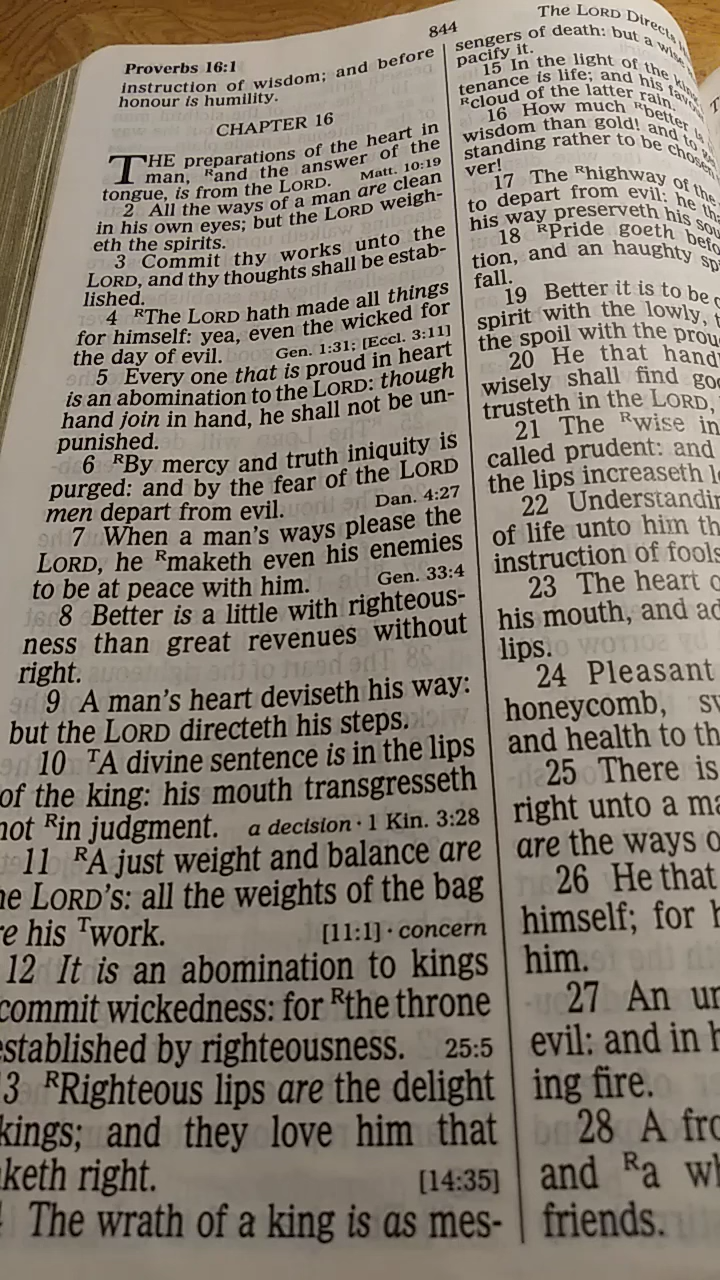 Proverbs 16:1
844
The LORD Directs
instruction of wisdom; and before
honour is humility.
CHAPTER 16
THE preparations of the heart in
man, ᴿand the answer of the
tongue, is from the LORD. Matt. 10:19
2 All the ways of a man are clean
in his own eyes; but the LORD weigh-
eth the spirits.
3 Commit thy works unto the
LORD, and thy thoughts shall be estab-
lished.
4 ᴿThe LORD hath made all things
for himself: yea, even the wicked for
the day of evil. Gen. 1:31; [Eccl. 3:11]
5 Every one that is proud in heart
is an abomination to the LORD: though
hand join in hand, he shall not be un-
punished.
6 ᴿBy mercy and truth iniquity is
purged: and by the fear of the LORD
men depart from evil. Dan. 4:27
7 When a man's ways please the
LORD, he ᴿmaketh even his enemies
to be at peace with him. Gen. 33:4
8 Better is a little with righteous-
ness than great revenues without
right.
9 A man's heart deviseth his way:
but the LORD directeth his steps.
10 ᵀA divine sentence is in the lips
of the king: his mouth transgresseth
not ᴿin judgment. a decision · 1 Kin. 3:28
11 ᴿA just weight and balance are
he LORD's: all the weights of the bag
e his ᵀwork. [11:1] · concern
12 It is an abomination to kings
commit wickedness: for ᴿthe throne
established by righteousness. 25:5
3 ᴿRighteous lips are the delight
kings; and they love him that
keth right. [14:35]
The wrath of a king is as mes-
sengers of death: but a wise
pacify it.
15 In the light of the king
tenance is life; and his favo
ᴿcloud of the latter rain.
16 How much ᴿbetter is
wisdom than gold! and to g
standing rather to be chosen
ver!
17 The ᴿhighway of the
to depart from evil: he th
his way preserveth his sou
18 ᴿPride goeth befo
tion, and an haughty sp
fall.
19 Better it is to be
spirit with the lowly, t
the spoil with the prou
20 He that hand
wisely shall find goo
trusteth in the LORD,
21 The ᴿwise in
called prudent: and
the lips increaseth le
22 Understandin
of life unto him th
instruction of fools
23 The heart o
his mouth, and ad
lips.
24 Pleasant
honeycomb, sw
and health to th
25 There is
right unto a ma
are the ways o
26 He that
himself; for h
him.
27 An un
evil: and in h
ing fire.
28 A fro
and ᴿa wh
friends.